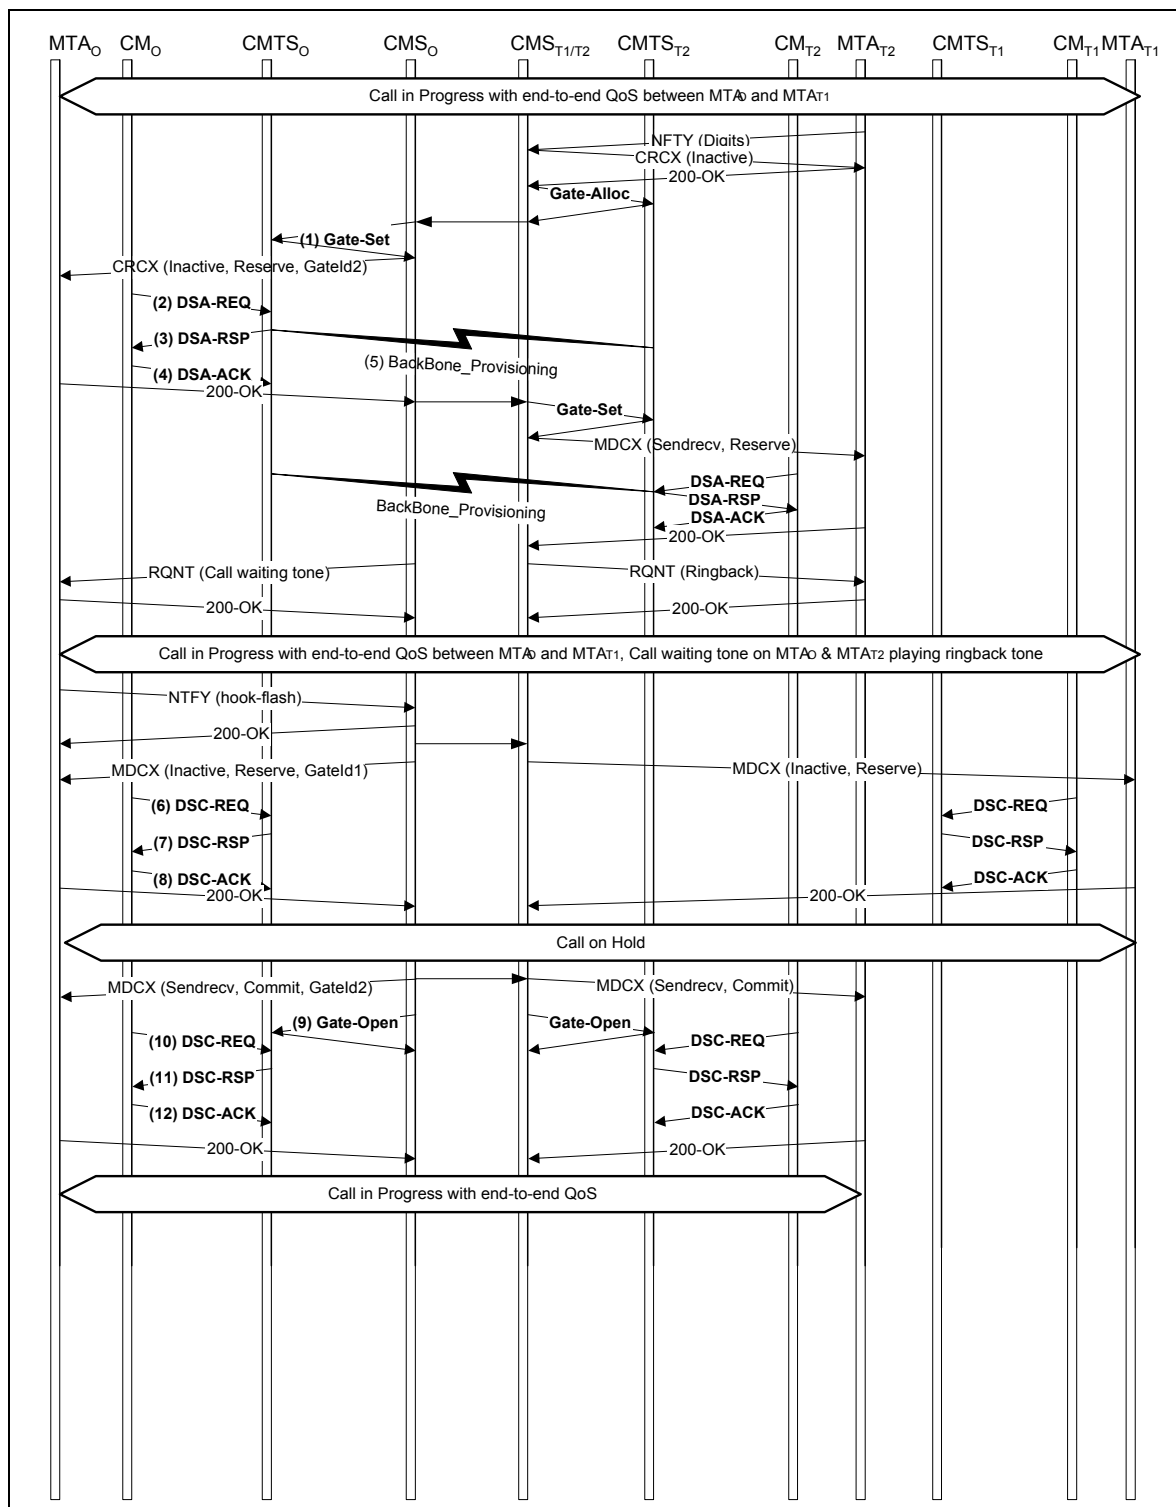 MTAO CMO CMTSO CMSO CMST1/T2 CMTST2 CMT2 MTAT2 CMTST1 CMT1 MTAT1
Call in Progress with end-to-end QoS between MTAO and MTAT1
NFTY (Digits)
CRCX (Inactive)
200-OK
Gate-Alloc
(1) Gate-Set
CRCX (Inactive, Reserve, GateId2)
(2) DSA-REQ
(3) DSA-RSP
(5) BackBone_Provisioning
(4) DSA-ACK
200-OK
Gate-Set
MDCX (Sendrecv, Reserve)
DSA-REQ
DSA-RSP
BackBone_Provisioning
DSA-ACK
200-OK
RQNT (Call waiting tone) RQNT (Ringback)
200-OK 200-OK
Call in Progress with end-to-end QoS between MTAO and MTAT1, Call waiting tone on MTAO & MTAT2 playing ringback tone
NTFY (hook-flash)
200-OK
MDCX (Inactive, Reserve, GateId1) MDCX (Inactive, Reserve)
(6) DSC-REQ DSC-REQ
(7) DSC-RSP DSC-RSP
(8) DSC-ACK DSC-ACK
200-OK 200-OK
Call on Hold
MDCX (Sendrecv, Commit, GateId2) MDCX (Sendrecv, Commit)
(9) Gate-Open Gate-Open
(10) DSC-REQ DSC-REQ
(11) DSC-RSP DSC-RSP
(12) DSC-ACK DSC-ACK
200-OK 200-OK
Call in Progress with end-to-end QoS